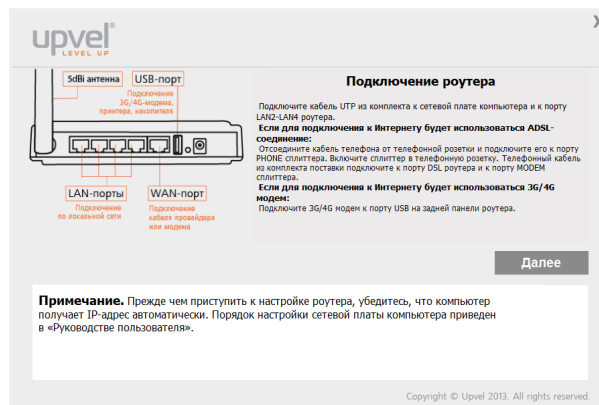 upvel®
LEVEL UP
5dBi антенна
USB-порт
Подключение
3G/4G-модема,
принтера, накопителя
LAN-порты
WAN-порт
Подключение
по локальной сети
Подключение
кабеля провайдера
или модема
Подключение роутера
Подключите кабель UTP из комплекта к сетевой плате компьютера и к порту
LAN2-LAN4 роутера.
Если для подключения к Интернету будет использоваться ADSL-
соединение:
Отсоедините кабель телефона от телефонной розетки и подключите его к порту
PHONE сплиттера. Включите сплиттер в телефонную розетку. Телефонный кабель
из комплекта поставки подключите к порту DSL роутера и к порту MODEM
сплиттера.
Если для подключения к Интернету будет использоваться 3G/4G
модем:
Подключите 3G/4G модем к порту USB на задней панели роутера.
Далее
Примечание. Прежде чем приступить к настройке роутера, убедитесь, что компьютер
получает IP-адрес автоматически. Порядок настройки сетевой платы компьютера приведен
в «Руководстве пользователя».
Copyright © Upvel 2013. All rights reserved.